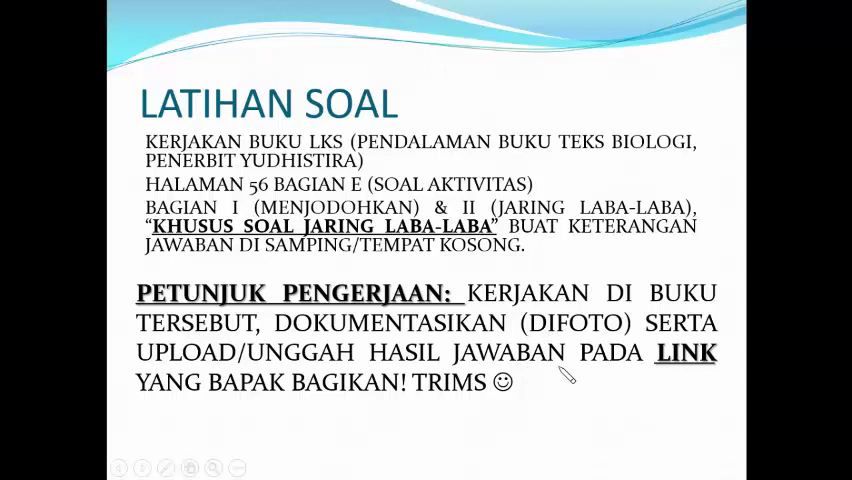 LATIHAN SOAL
KERJAKAN BUKU LKS (PENDALAMAN BUKU TEKS BIOLOGI,
PENERBIT YUDHISTIRA)
HALAMAN 56 BAGIAN E (SOAL AKTIVITAS)
BAGIAN I (MENJODOHKAN) & II (JARING LABA-LABA),
“KHUSUS SOAL JARING LABA-LABA” BUAT KETERANGAN
JAWABAN DI SAMPING/TEMPAT KOSONG.
PETUNJUK PENGERJAAN: KERJAKAN DI BUKU
TERSEBUT, DOKUMENTASIKAN (DIFOTO) SERTA
UPLOAD/UNGGAH HASIL JAWABAN PADA LINK
YANG BAPAK BAGIKAN! TRIMS ☺